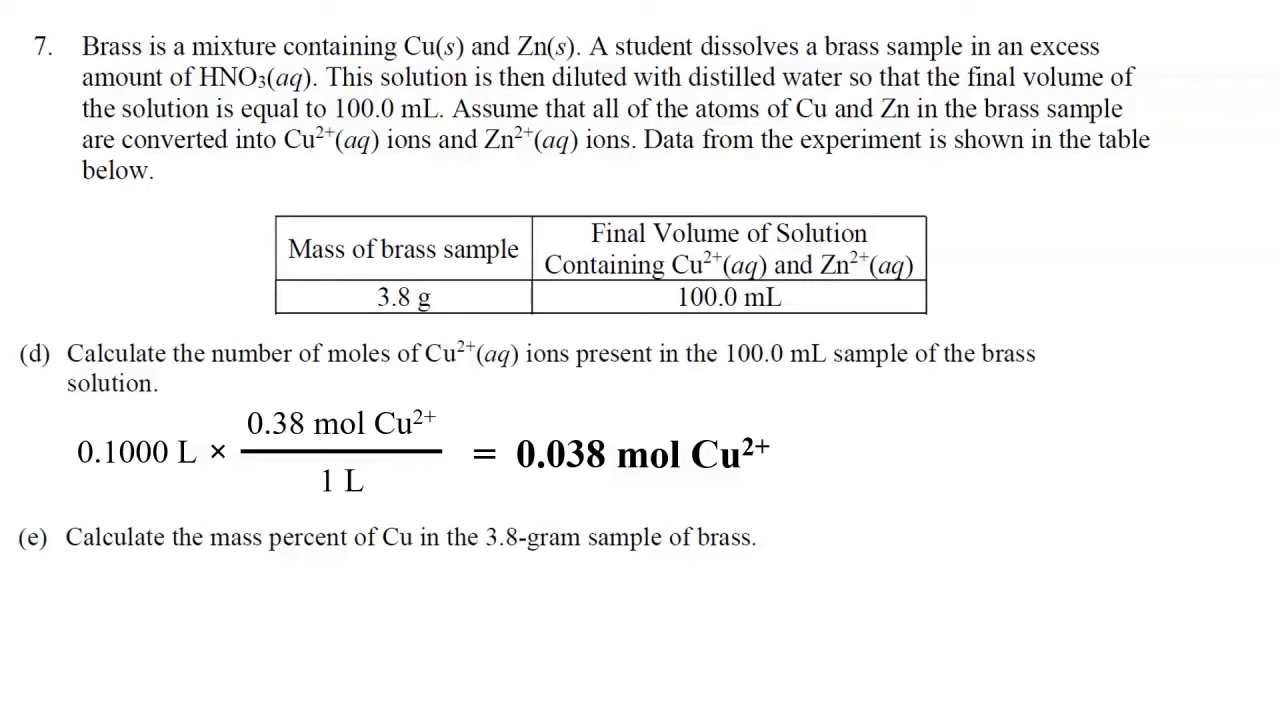 7. Brass is a mixture containing Cu(s) and Zn(s). A student dissolves a brass sample in an excess
amount of HNO₃(aq). This solution is then diluted with distilled water so that the final volume of
the solution is equal to 100.0 mL. Assume that all of the atoms of Cu and Zn in the brass sample
are converted into Cu²⁺(aq) ions and Zn²⁺(aq) ions. Data from the experiment is shown in the table
below.
Mass of brass sample
Final Volume of Solution
Containing Cu²⁺(aq) and Zn²⁺(aq)
3.8 g
100.0 mL
(d) Calculate the number of moles of Cu²⁺(aq) ions present in the 100.0 mL sample of the brass
solution.
0.1000 L × 0.38 mol Cu²⁺ / 1 L = 0.038 mol Cu²⁺
(e) Calculate the mass percent of Cu in the 3.8-gram sample of brass.